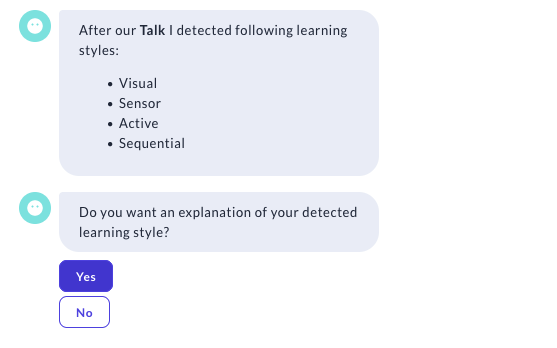 After our Talk I detected following learning
styles:
• Visual
• Sensor
• Active
• Sequential
Do you want an explanation of your detected
learning style?
Yes
No